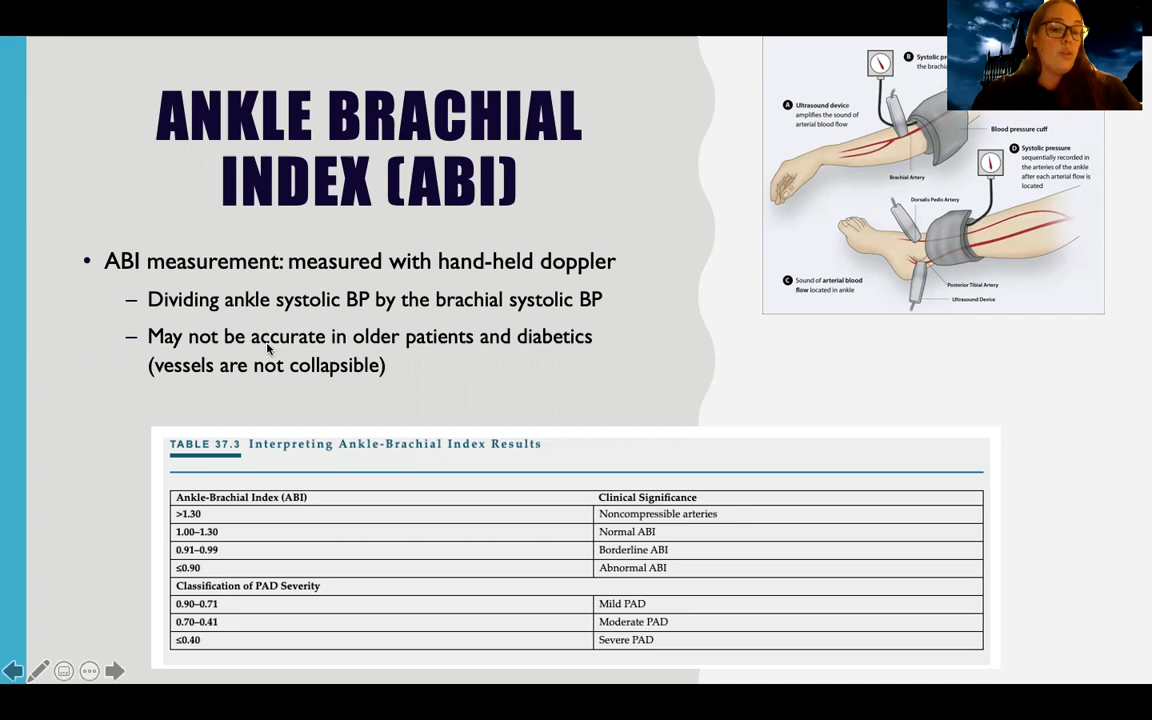 ANKLE BRACHIAL
INDEX (ABI)
• ABI measurement: measured with hand-held doppler
– Dividing ankle systolic BP by the brachial systolic BP
– May not be accurate in older patients and diabetics
(vessels are not collapsible)
B Systolic
the
A Ultrasound device
amplifies the sound of
arterial blood flow
Blood pressure cuff
D Systolic pressure
sequentially recorded in
the arteries of the ankle
after each arterial flow is
located
Brachial Artery
Dorsalis Pedis Artery
C Sound of arterial blood
flow located in ankle
Posterior Tibial Artery
Ultrasound Device
TABLE 37.3 Interpreting Ankle-Brachial Index Results
Ankle-Brachial Index (ABI) Clinical Significance
>1.30 Noncompressible arteries
1.00–1.30 Normal ABI
0.91–0.99 Borderline ABI
≤0.90 Abnormal ABI
Classification of PAD Severity
0.90–0.71 Mild PAD
0.70–0.41 Moderate PAD
≤0.40 Severe PAD